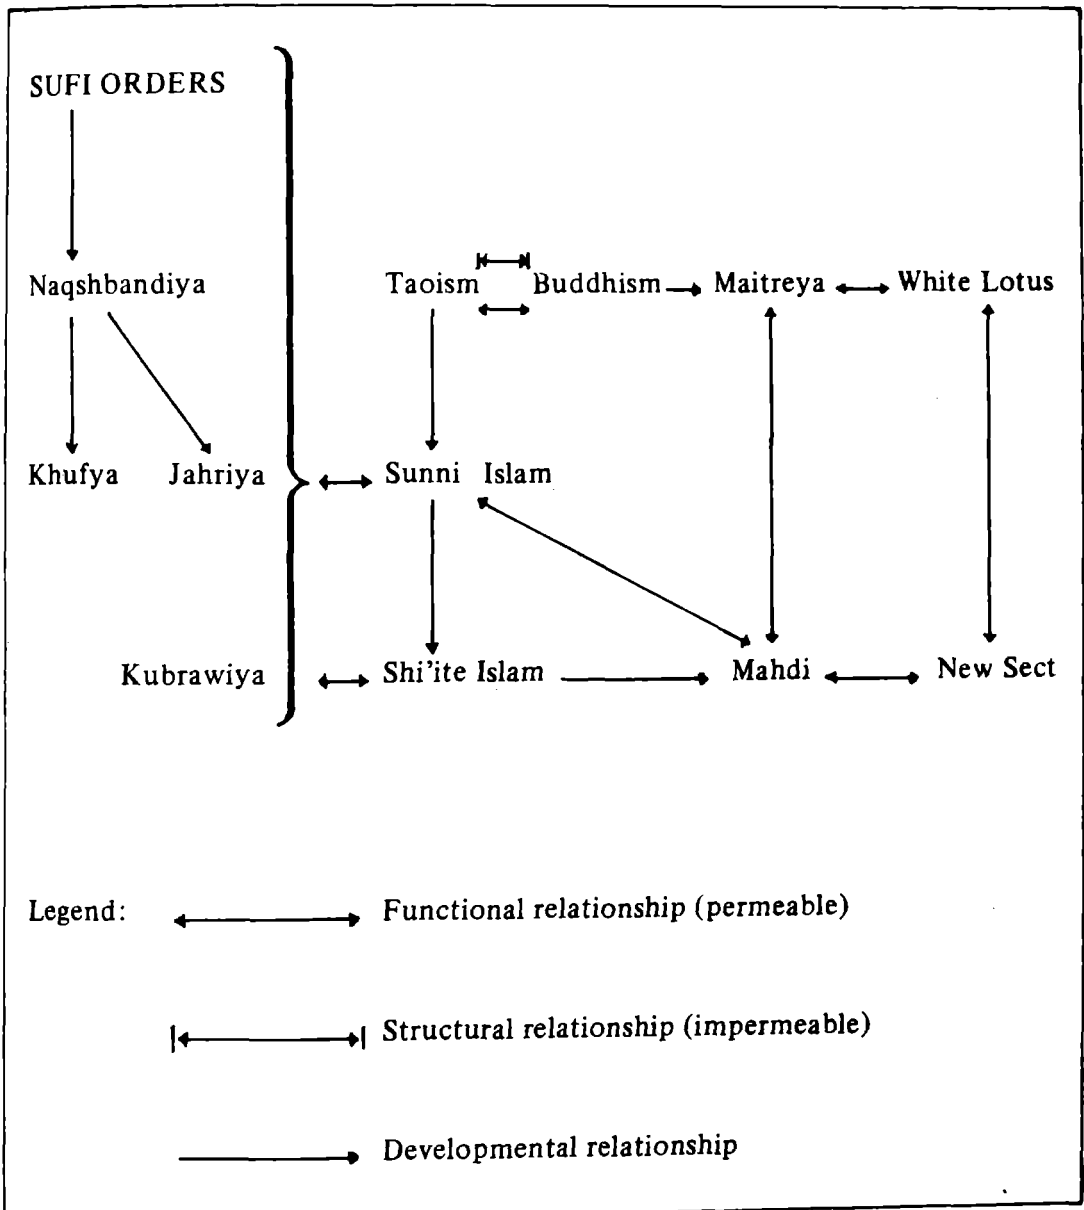 SUFI ORDERS
Naqshbandiya Taoism Buddhism Maitreya White Lotus
Khufya Jahriya Sunni Islam
Kubrawiya Shi'ite Islam Mahdi New Sect
Legend: Functional relationship (permeable)
Structural relationship (impermeable)
Developmental relationship